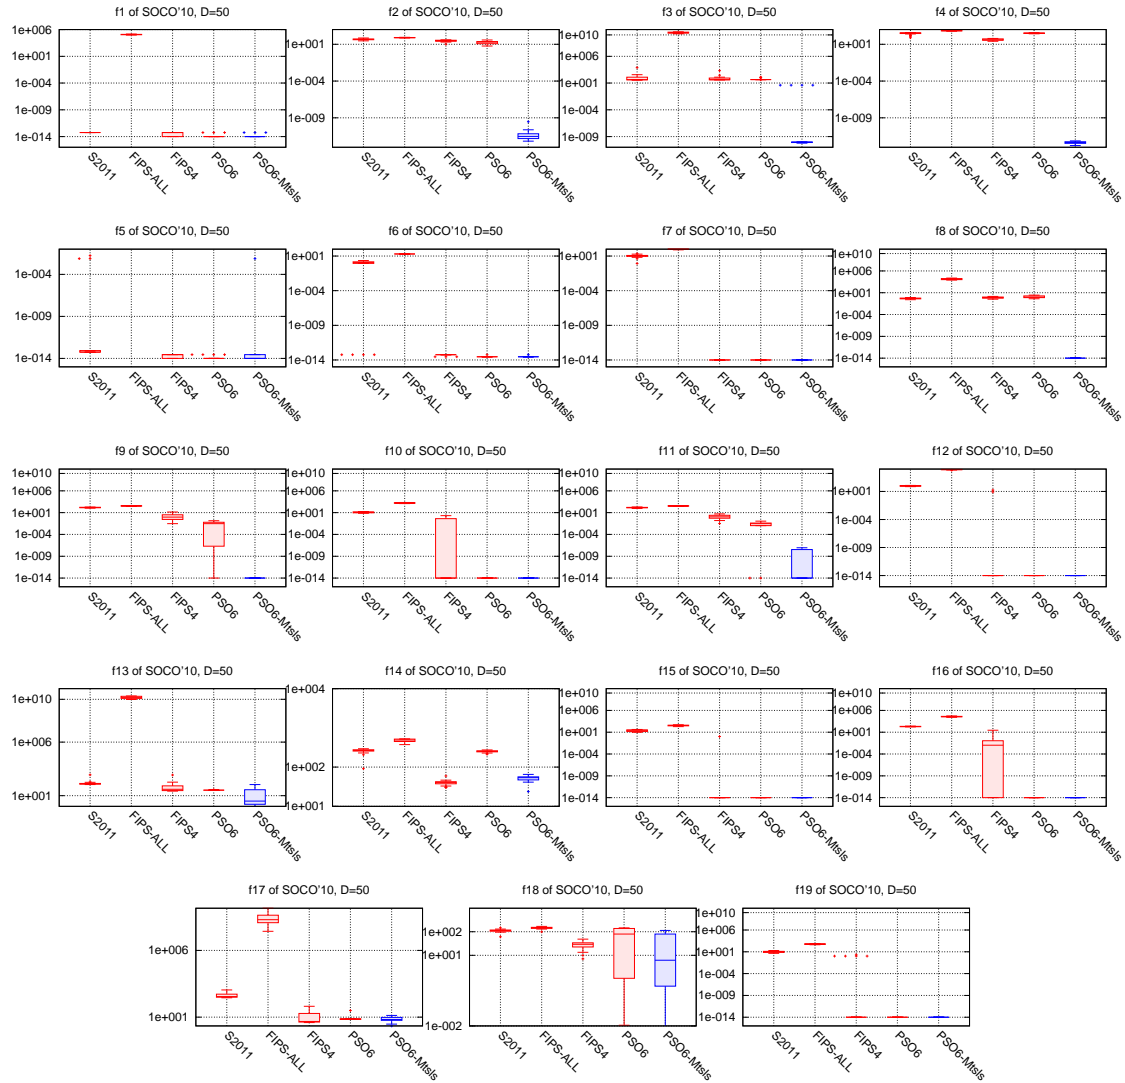 f1 of SOCO'10, D=50
1e+006
1e+001
1e-004
1e-009
1e-014
S2011
FIPS-ALL
FIPS4
PSO6
PSO6-Mtsls
f2 of SOCO'10, D=50
1e+001
1e-004
1e-009
S2011
FIPS-ALL
FIPS4
PSO6
PSO6-Mtsls
f3 of SOCO'10, D=50
1e+010
1e+006
1e+001
1e-004
1e-009
S2011
FIPS-ALL
FIPS4
PSO6
PSO6-Mtsls
f4 of SOCO'10, D=50
1e+001
1e-004
1e-009
S2011
FIPS-ALL
FIPS4
PSO6
PSO6-Mtsls
f5 of SOCO'10, D=50
1e-004
1e-009
1e-014
S2011
FIPS-ALL
FIPS4
PSO6
PSO6-Mtsls
f6 of SOCO'10, D=50
1e+001
1e-004
1e-009
1e-014
S2011
FIPS-ALL
FIPS4
PSO6
PSO6-Mtsls
f7 of SOCO'10, D=50
1e+001
1e-004
1e-009
1e-014
S2011
FIPS-ALL
FIPS4
PSO6
PSO6-Mtsls
f8 of SOCO'10, D=50
1e+010
1e+006
1e+001
1e-004
1e-009
1e-014
S2011
FIPS-ALL
FIPS4
PSO6
PSO6-Mtsls
f9 of SOCO'10, D=50
1e+010
1e+006
1e+001
1e-004
1e-009
1e-014
S2011
FIPS-ALL
FIPS4
PSO6
PSO6-Mtsls
f10 of SOCO'10, D=50
1e+010
1e+006
1e+001
1e-004
1e-009
1e-014
S2011
FIPS-ALL
FIPS4
PSO6
PSO6-Mtsls
f11 of SOCO'10, D=50
1e+010
1e+006
1e+001
1e-004
1e-009
1e-014
S2011
FIPS-ALL
FIPS4
PSO6
PSO6-Mtsls
f12 of SOCO'10, D=50
1e+001
1e-004
1e-009
1e-014
S2011
FIPS-ALL
FIPS4
PSO6
PSO6-Mtsls
f13 of SOCO'10, D=50
1e+010
1e+006
1e+001
S2011
FIPS-ALL
FIPS4
PSO6
PSO6-Mtsls
f14 of SOCO'10, D=50
1e+004
1e+002
1e+001
S2011
FIPS-ALL
FIPS4
PSO6
PSO6-Mtsls
f15 of SOCO'10, D=50
1e+010
1e+006
1e+001
1e-004
1e-009
1e-014
S2011
FIPS-ALL
FIPS4
PSO6
PSO6-Mtsls
f16 of SOCO'10, D=50
1e+010
1e+006
1e+001
1e-004
1e-009
1e-014
S2011
FIPS-ALL
FIPS4
PSO6
PSO6-Mtsls
f17 of SOCO'10, D=50
1e+006
1e+001
S2011
FIPS-ALL
FIPS4
PSO6
PSO6-Mtsls
f18 of SOCO'10, D=50
1e+002
1e+001
1e-002
S2011
FIPS-ALL
FIPS4
PSO6
PSO6-Mtsls
f19 of SOCO'10, D=50
1e+010
1e+006
1e+001
1e-004
1e-009
1e-014
S2011
FIPS-ALL
FIPS4
PSO6
PSO6-Mtsls